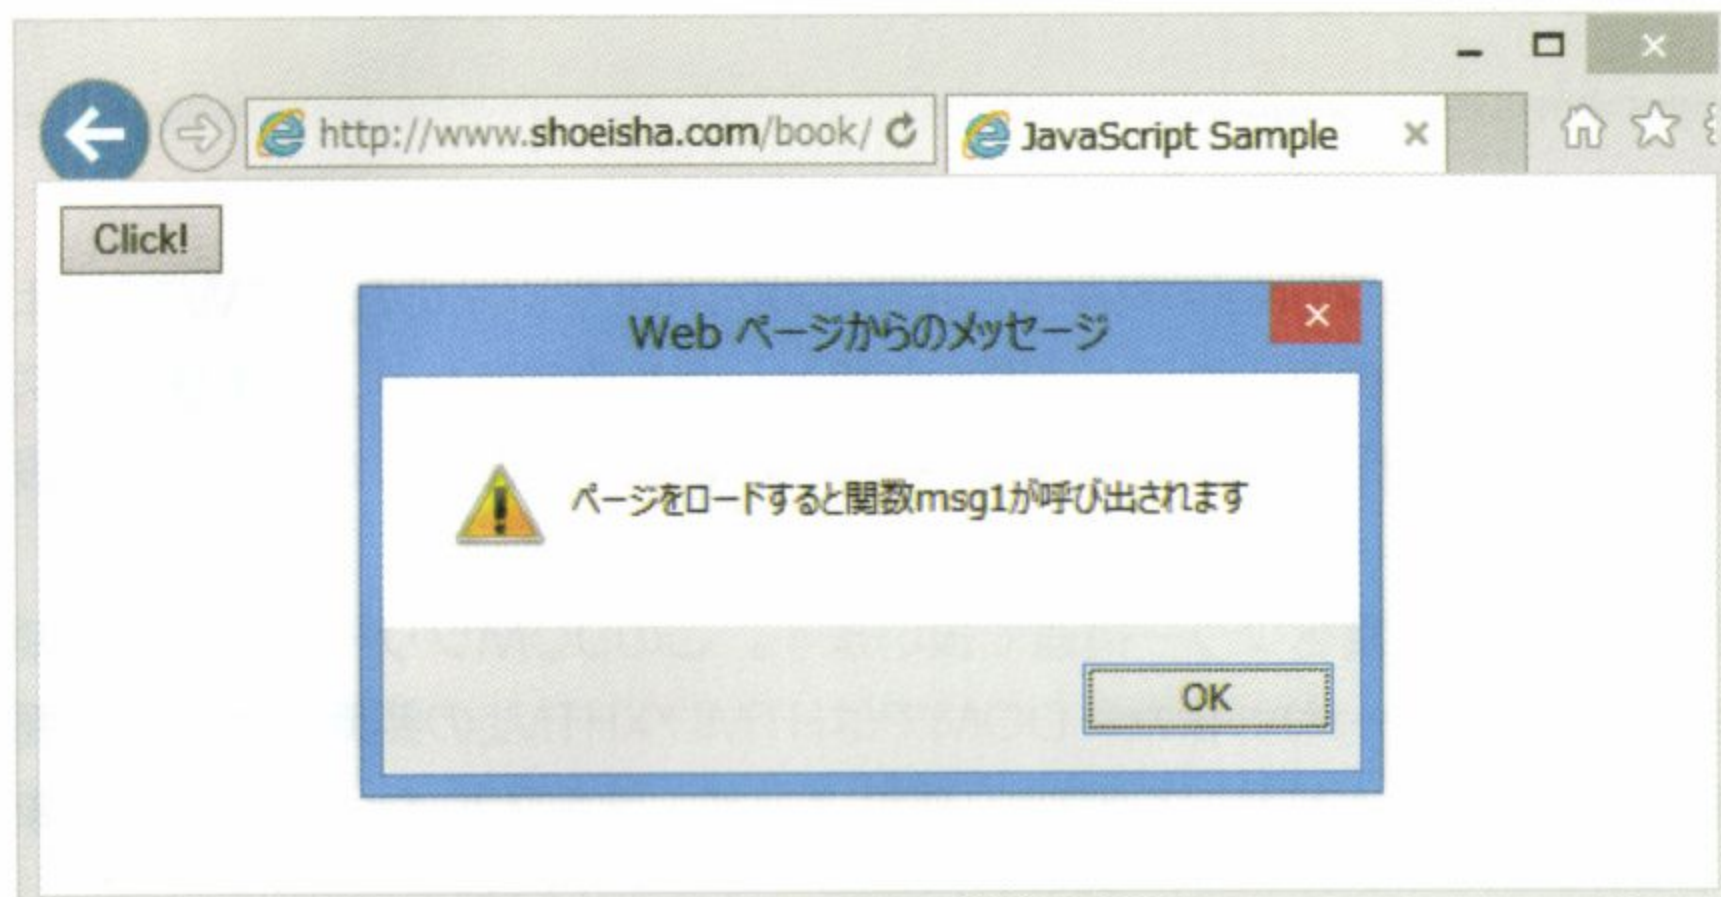 http://www.shoeisha.com/book/
JavaScript Sample
Click!
Web ページからのメッセージ
ページをロードすると関数msg1が呼び出されます
OK